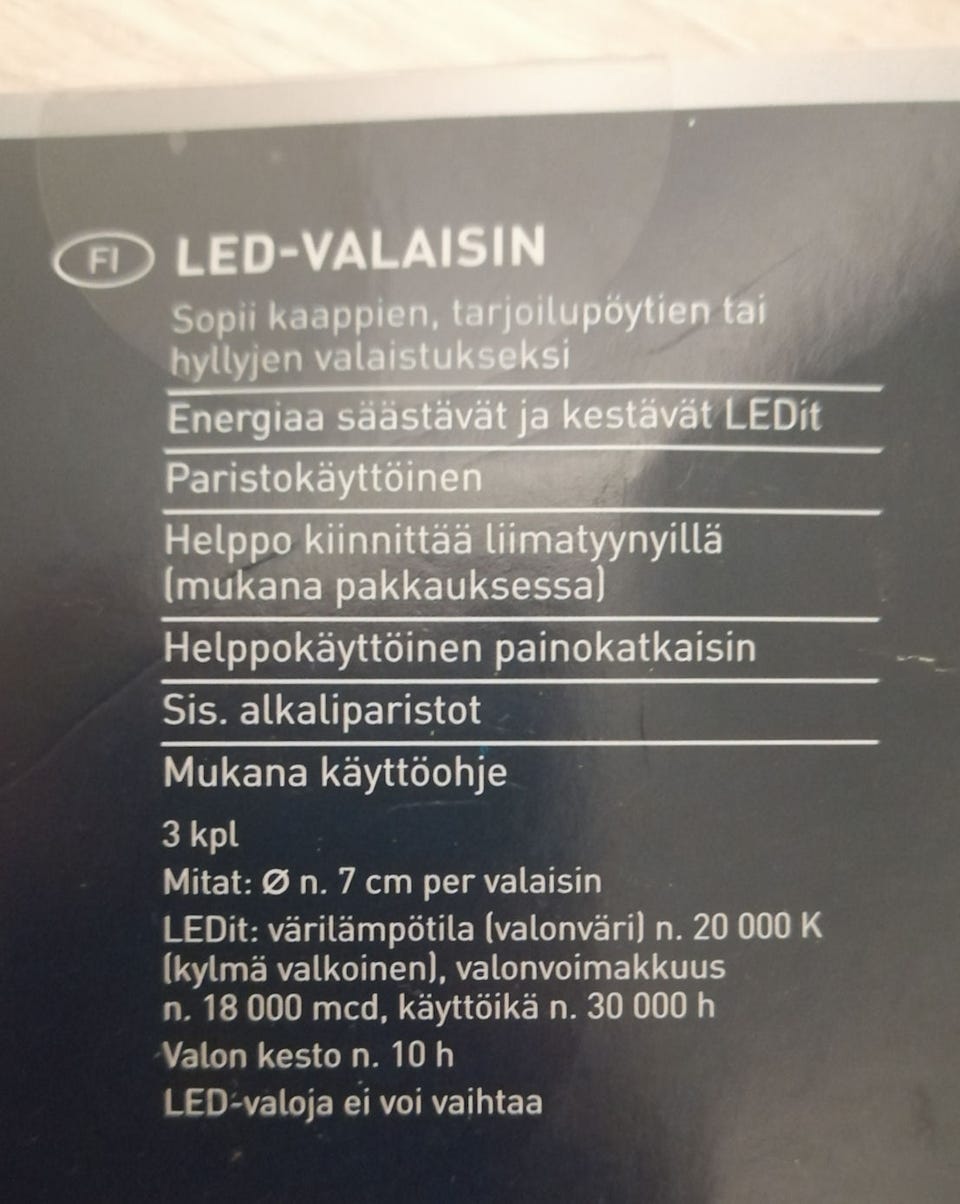 FI LED-VALAISIN
Sopii kaappien, tarjoilupöytien tai
hyllyjen valaistukseksi
Energiaa säästävät ja kestävät LEDit
Paristokäyttöinen
Helppo kiinnittää liimatyynyillä
(mukana pakkauksessa)
Helppokäyttöinen painokatkaisin
Sis. alkaliparistot
Mukana käyttöohje
3 kpl
Mitat: Ø n. 7 cm per valaisin
LEDit: värilämpötila (valonväri) n. 20 000 K
(kylmä valkoinen), valonvoimakkuus
n. 18 000 mcd, käyttöikä n. 30 000 h
Valon kesto n. 10 h
LED-valoja ei voi vaihtaa